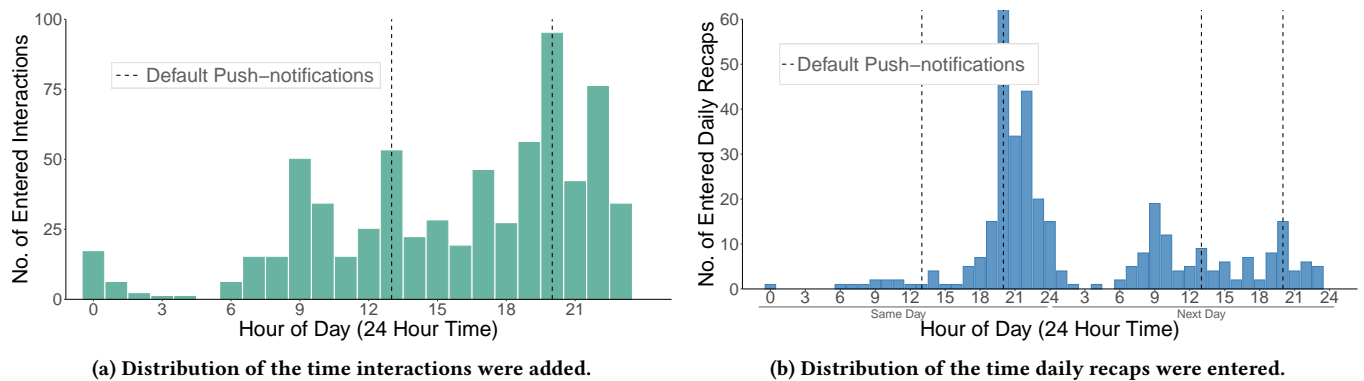 100
75
50
25
0
No. of Entered Interactions
Default Push−notifications
0 3 6 9 12 15 18 21
Hour of Day (24 Hour Time)
(a) Distribution of the time interactions were added.
60
50
40
30
20
10
0
No. of Entered Daily Recaps
Default Push−notifications
0 3 6 9 12 15 18 21 24 3 6 9 12 15 18 21 24
Same Day Next Day
Hour of Day (24 Hour Time)
(b) Distribution of the time daily recaps were entered.